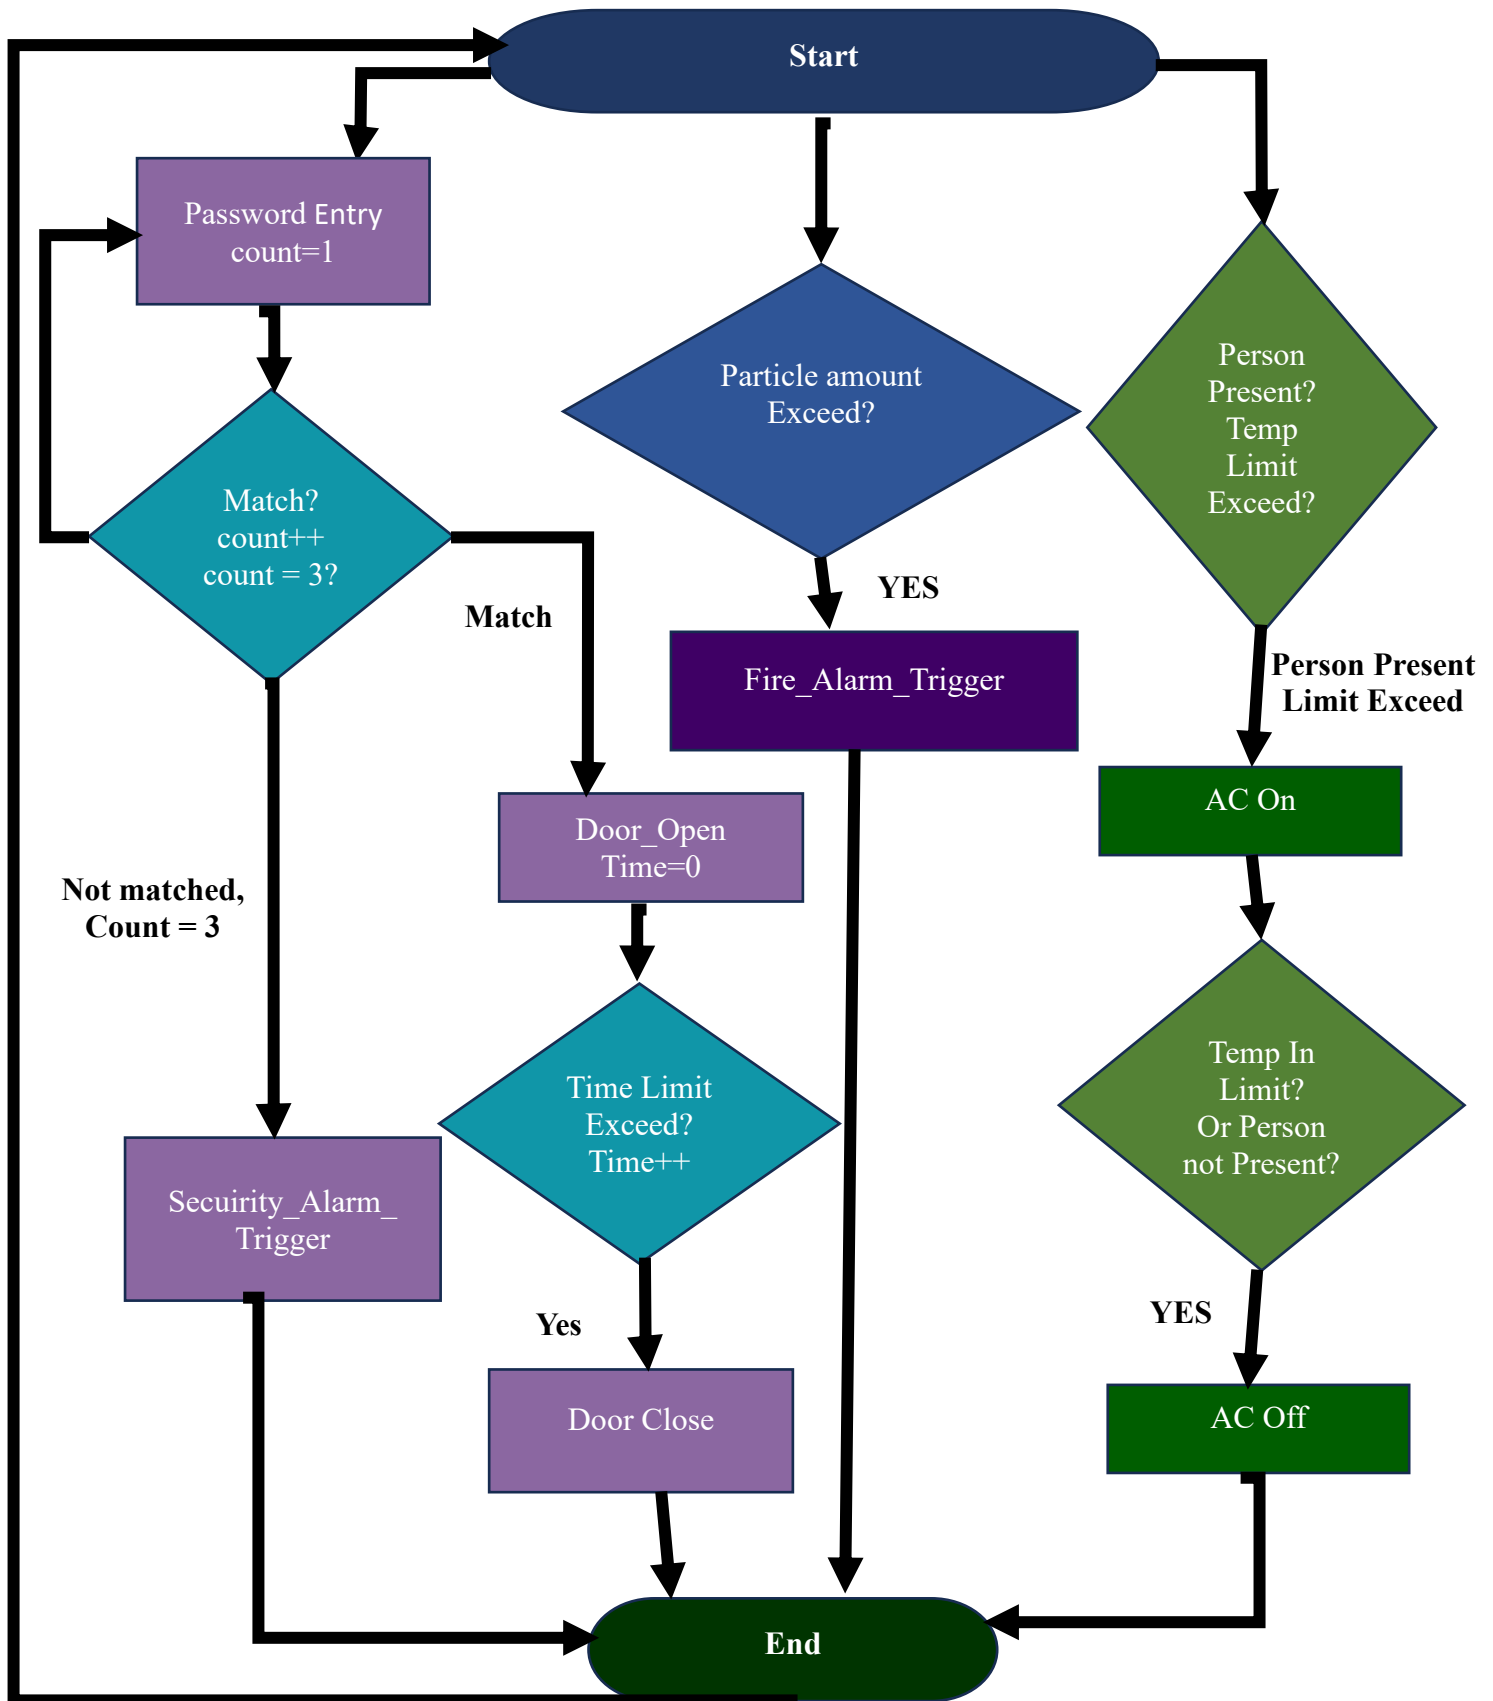 Start
Password Entry
count=1
Match?
count++
count = 3?
Match
Not matched,
Count = 3
Secuirity_Alarm_
Trigger
Door_Open
Time=0
Time Limit
Exceed?
Time++
Yes
Door Close
Particle amount
Exceed?
YES
Fire_Alarm_Trigger
Person
Present?
Temp
Limit
Exceed?
Person Present
Limit Exceed
AC On
Temp In
Limit?
Or Person
not Present?
YES
AC Off
End